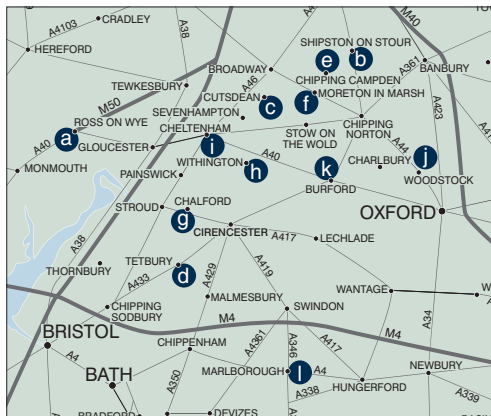 A4103
CRADLEY
A38
M40
HEREFORD
SHIPSTON ON STOUR
e
b
A361
BROADWAY
CHIPPING CAMPDEN
BANBURY
M50
TEWKESBURY
A46
CUTSDEAN
c
f
MORETON IN MARSH
A423
ROSS ON WYE
SEVENHAMPTON
a
CHELTENHAM
CHIPPING
NORTON
A40
GLOUCESTER
i
STOW ON
THE WOLD
A44
j
WITHINGTON
A40
k
CHARLBURY
MONMOUTH
PAINSWICK
h
WOODSTOCK
BURFORD
STROUD
CHALFORD
OXFORD
g
CIRENCESTER
A417
LECHLADE
A38
TETBURY
THORNBURY
d
A433
A429
A419
WANTAGE
W
CHIPPING
SODBURY
MALMESBURY
SWINDON
A34
M4
BRISTOL
A4361
M4
CHIPPENHAM
A346
A417
A4
BATH
MARLBOROUGH
l
A4
NEWBURY
A350
A338
HUNGERFORD
A339
BRADFORD
DEVIZES